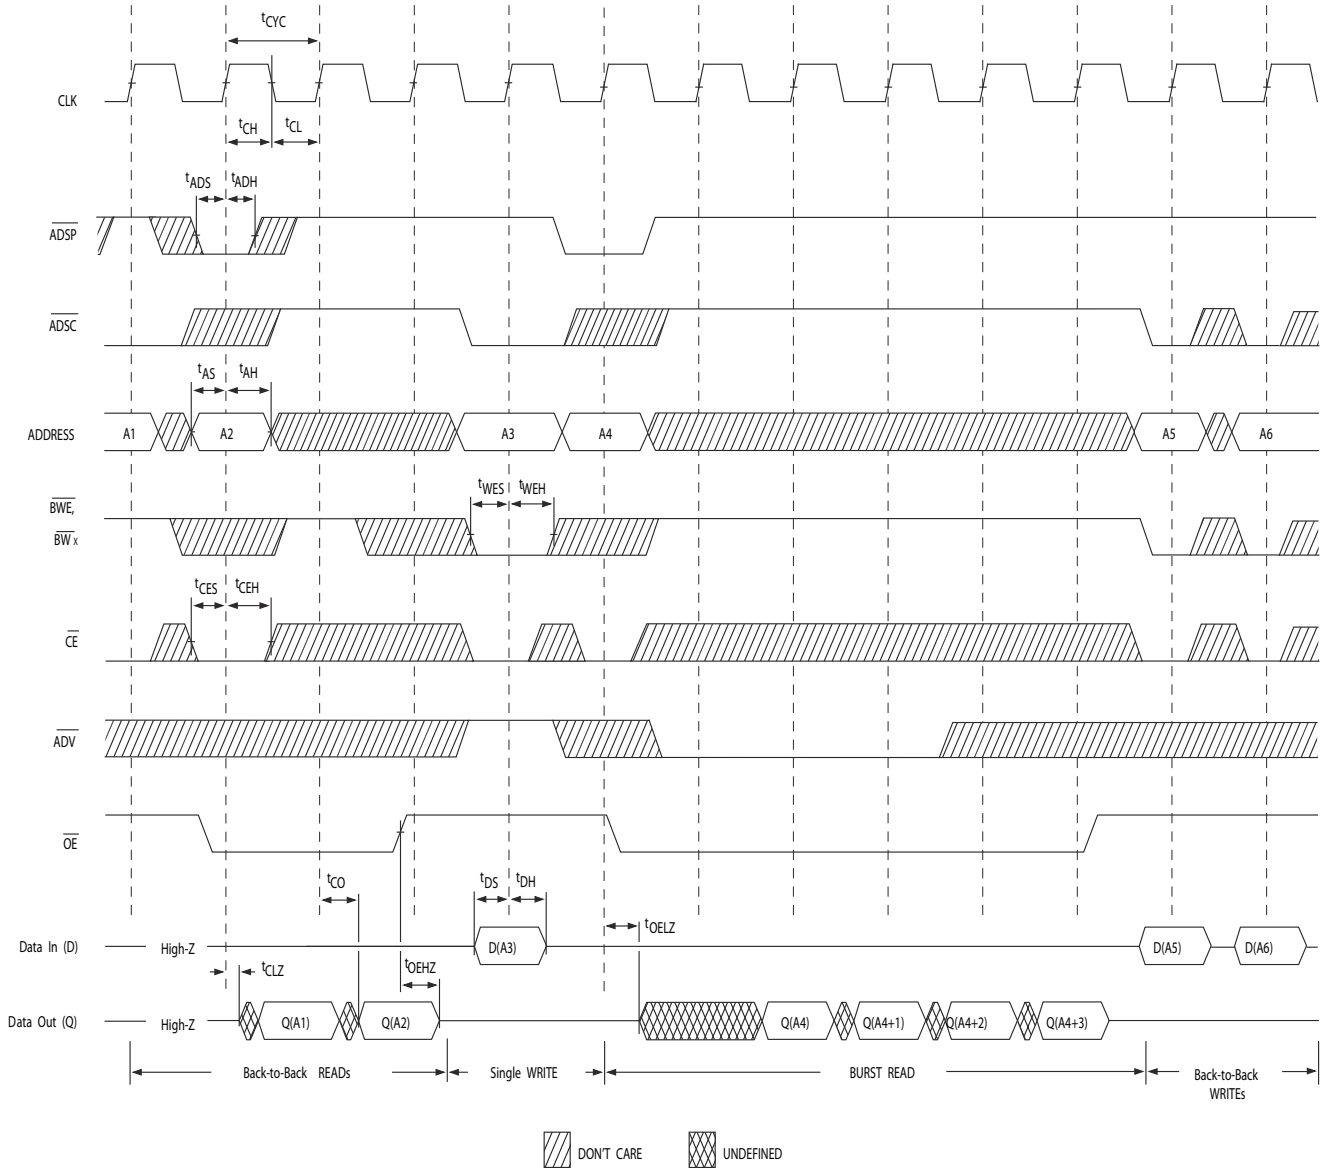 tCYC
CLK
tCH tCL
tADS tADH
ADSP
ADSC
tAS tAH
ADDRESS A1 A2 A3 A4 A5 A6
tWES tWEH
BWE,
BW x
tCES tCEH
CE
ADV
OE
tCO tDS tDH
tOELZ
Data In (D) High-Z D(A3) D(A5) D(A6)
tCLZ tOEHZ
Data Out (Q) High-Z Q(A1) Q(A2) Q(A4) Q(A4+1) Q(A4+2) Q(A4+3)
Back-to-Back READs Single WRITE BURST READ Back-to-Back
WRITEs
DON'T CARE UNDEFINED